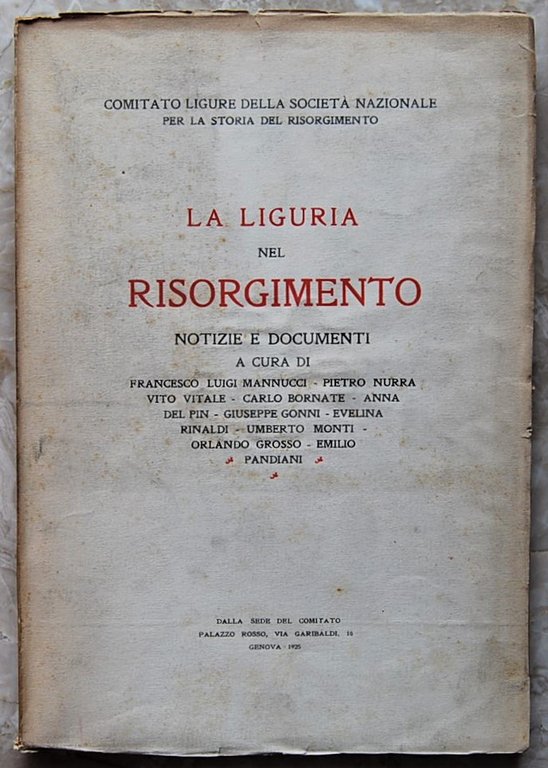 COMITATO LIGURE DELLA SOCIETÀ NAZIONALE
PER LA STORIA DEL RISORGIMENTO
LA LIGURIA
NEL
RISORGIMENTO
NOTIZIE E DOCUMENTI
A CURA DI
FRANCESCO LUIGI MANNUCCI - PIETRO NURRA
VITO VITALE - CARLO BORNATE - ANNA
DEL PIN - GIUSEPPE GONNI - EVELINA
RINALDI - UMBERTO MONTI -
ORLANDO GROSSO - EMILIO
PANDIANI
DALLA SEDE DEL COMITATO
PALAZZO ROSSO, VIA GARIBALDI, 18
GENOVA - 1925